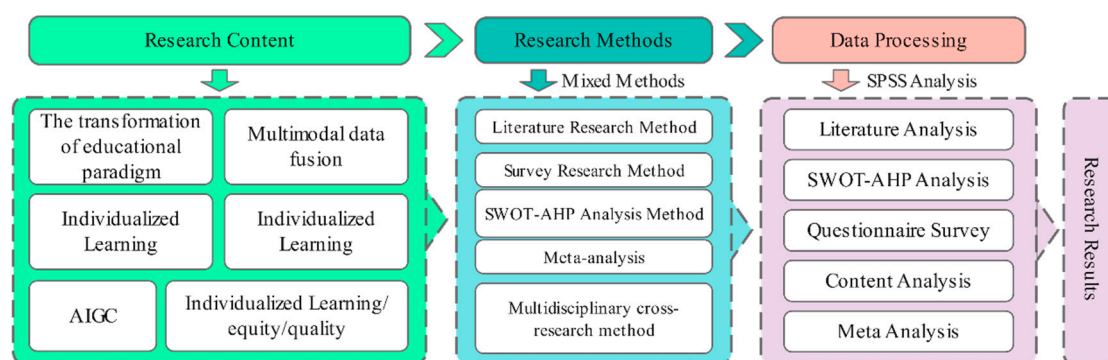 Research Content
Research Methods
Data Processing
Mixed Methods
SPSS Analysis
The transformation
of educational
paradigm
Multimodal data
fusion
Individualized
Learning
Individualized
Learning
AIGC
Individualized Learning/
equity/quality
Literature Research Method
Survey Research Method
SWOT-AHP Analysis Method
Meta-analysis
Multidisciplinary cross-
research method
Literature Analysis
SWOT-AHP Analysis
Questionnaire Survey
Content Analysis
Meta Analysis
Research Results